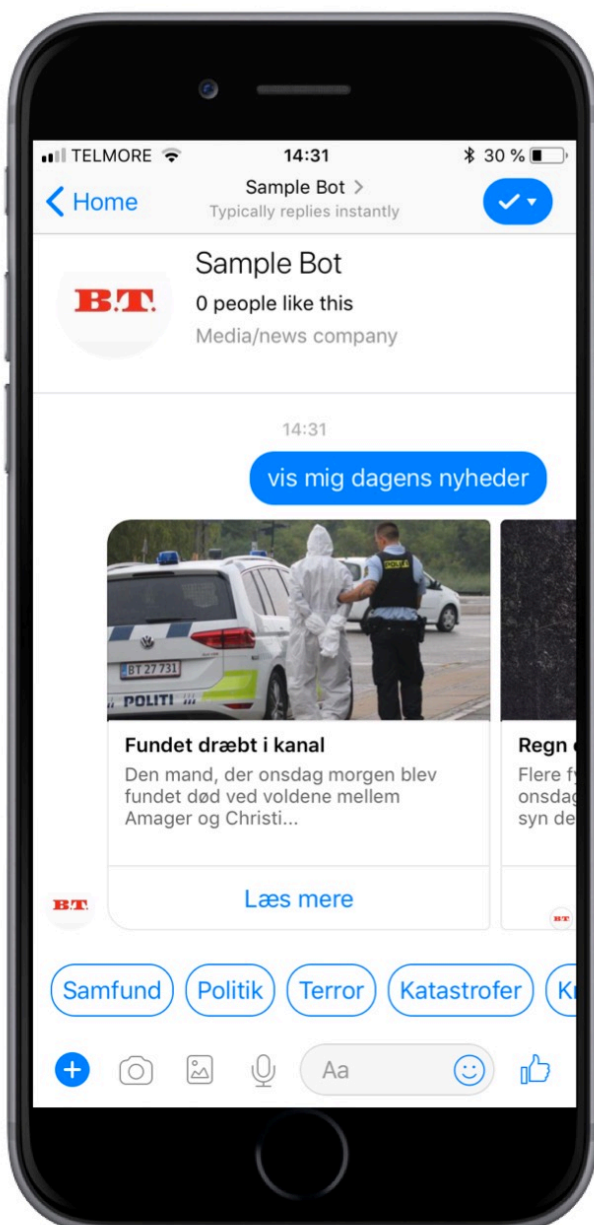 TELMORE 14:31 30 %
Home Sample Bot >
Typically replies instantly
Sample Bot
B.T.
0 people like this
Media/news company
14:31
vis mig dagens nyheder
BT 27 731
POLITI
Fundet dræbt i kanal
Den mand, der onsdag morgen blev
fundet død ved voldene mellem
Amager og Christi...
Læs mere
B.T.
Regn
Flere
onsdag
syn de
BT
Samfund Politik Terror Katastrofer
Aa